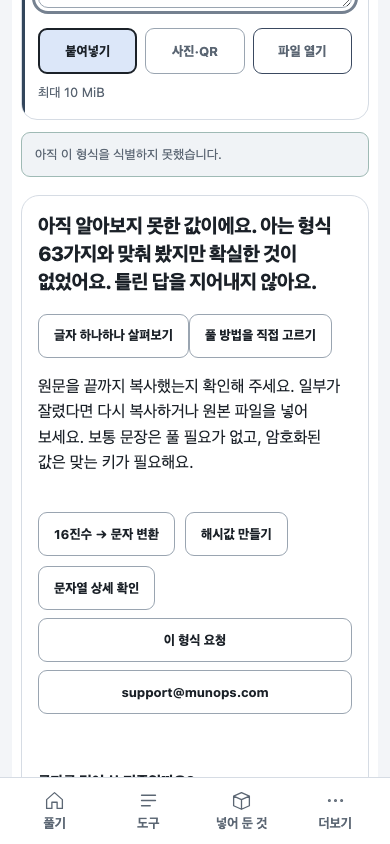 붙여넣기
사진·QR
파일 열기
최대 10 MiB
아직 이 형식을 식별하지 못했습니다.
아직 알아보지 못한 값이에요. 아는 형식
63가지와 맞춰 봤지만 확실한 것이
없었어요. 틀린 답을 지어내지 않아요.
글자 하나하나 살펴보기
풀 방법을 직접 고르기
원문을 끝까지 복사했는지 확인해 주세요. 일부가
잘렸다면 다시 복사하거나 원본 파일을 넣어
보세요. 보통 문장은 풀 필요가 없고, 암호화된
값은 맞는 키가 필요해요.
16진수 → 문자 변환
해시값 만들기
문자열 상세 확인
이 형식 요청
support@munops.com
풀기
도구
넣어 둔 것
더보기